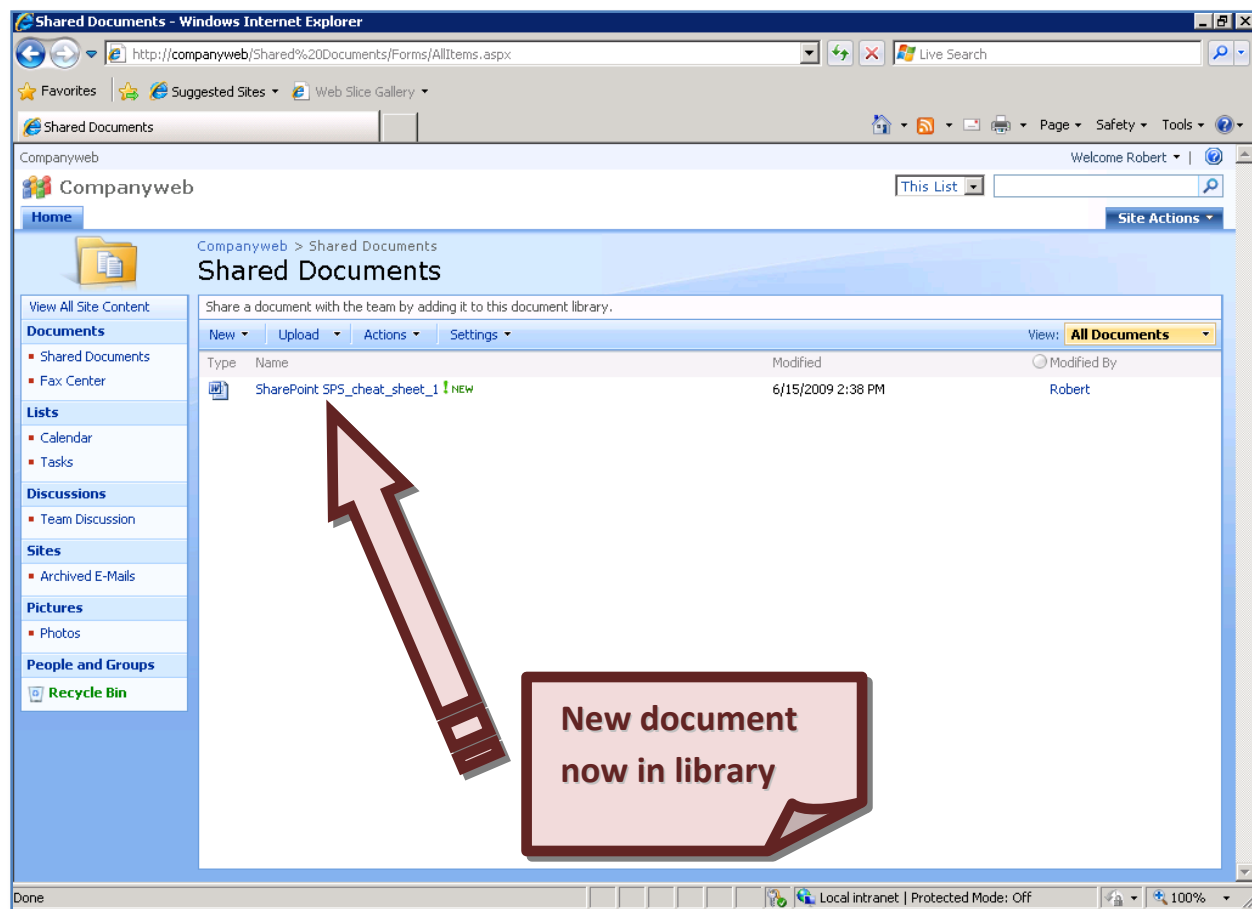 Shared Documents - Windows Internet Explorer
http://companyweb/Shared%20Documents/Forms/AllItems.aspx
Live Search
Favorites
Suggested Sites
Web Slice Gallery
Shared Documents
Page
Safety
Tools
Companyweb
Welcome Robert
Companyweb
This List
Home
Site Actions
Companyweb > Shared Documents
Shared Documents
View All Site Content
Share a document with the team by adding it to this document library.
Documents
New
Upload
Actions
Settings
View: All Documents
Shared Documents
Fax Center
Type
Name
Modified
Modified By
SharePoint SPS_cheat_sheet_1 ! NEW
6/15/2009 2:38 PM
Robert
Lists
Calendar
Tasks
Discussions
Team Discussion
Sites
Archived E-Mails
Pictures
Photos
People and Groups
Recycle Bin
New document
now in library
Done
Local intranet | Protected Mode: Off
100%